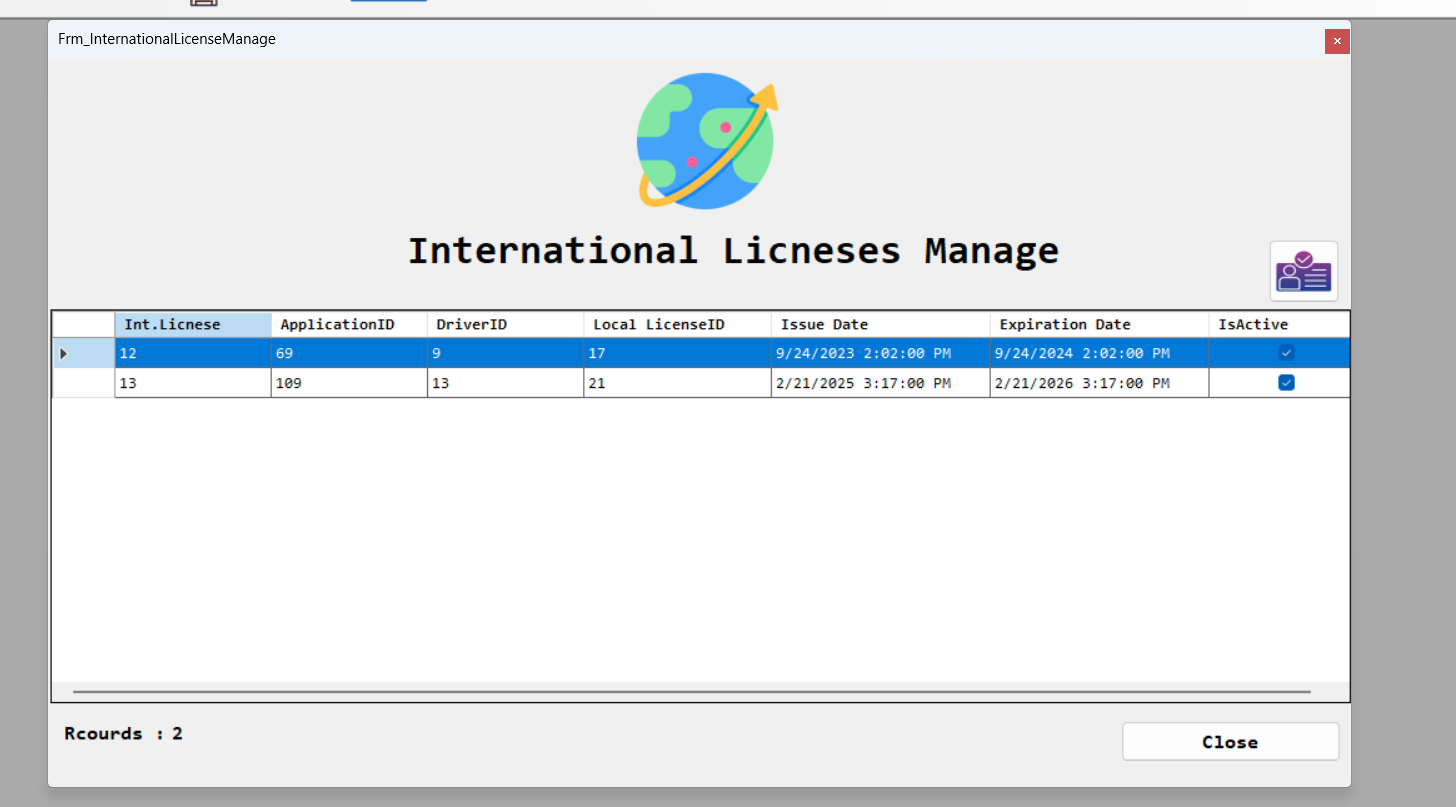 Frm_InternationalLicenseManage
International Licneses Manage
Int.Licnese ApplicationID DriverID Local LicenseID Issue Date Expiration Date IsActive
12 69 9 17 9/24/2023 2:02:00 PM 9/24/2024 2:02:00 PM
13 109 13 21 2/21/2025 3:17:00 PM 2/21/2026 3:17:00 PM
Rcourds : 2
Close